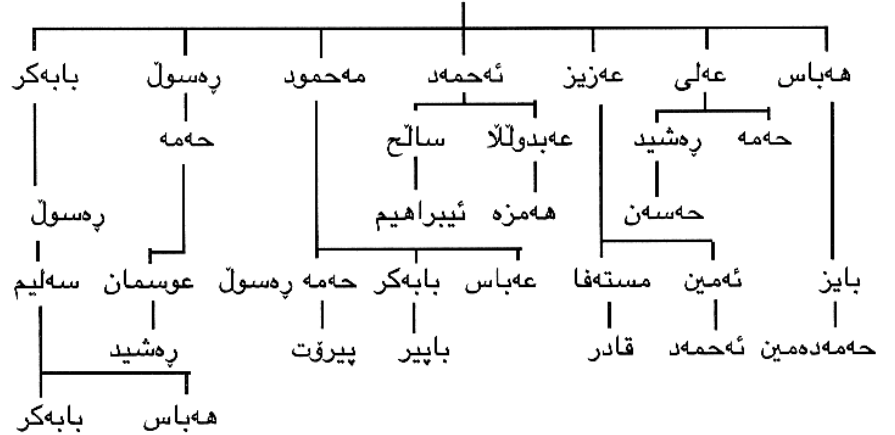 هەباس عەلی عەزیز ئەحمەد مەحمود ڕەسوڵ بابەکر
حەمە ڕەشید عەبدوڵڵا ساڵح حەمە
حەسەن هەمزە ئیبراهیم ڕەسوڵ
بایز ئەمین مستەفا عەباس بابەکر حەمە ڕەسوڵ عوسمان سەلیم
حەمەدەمین ئەحمەد قادر باپیر پیرۆت ڕەشید
هەباس بابەکر